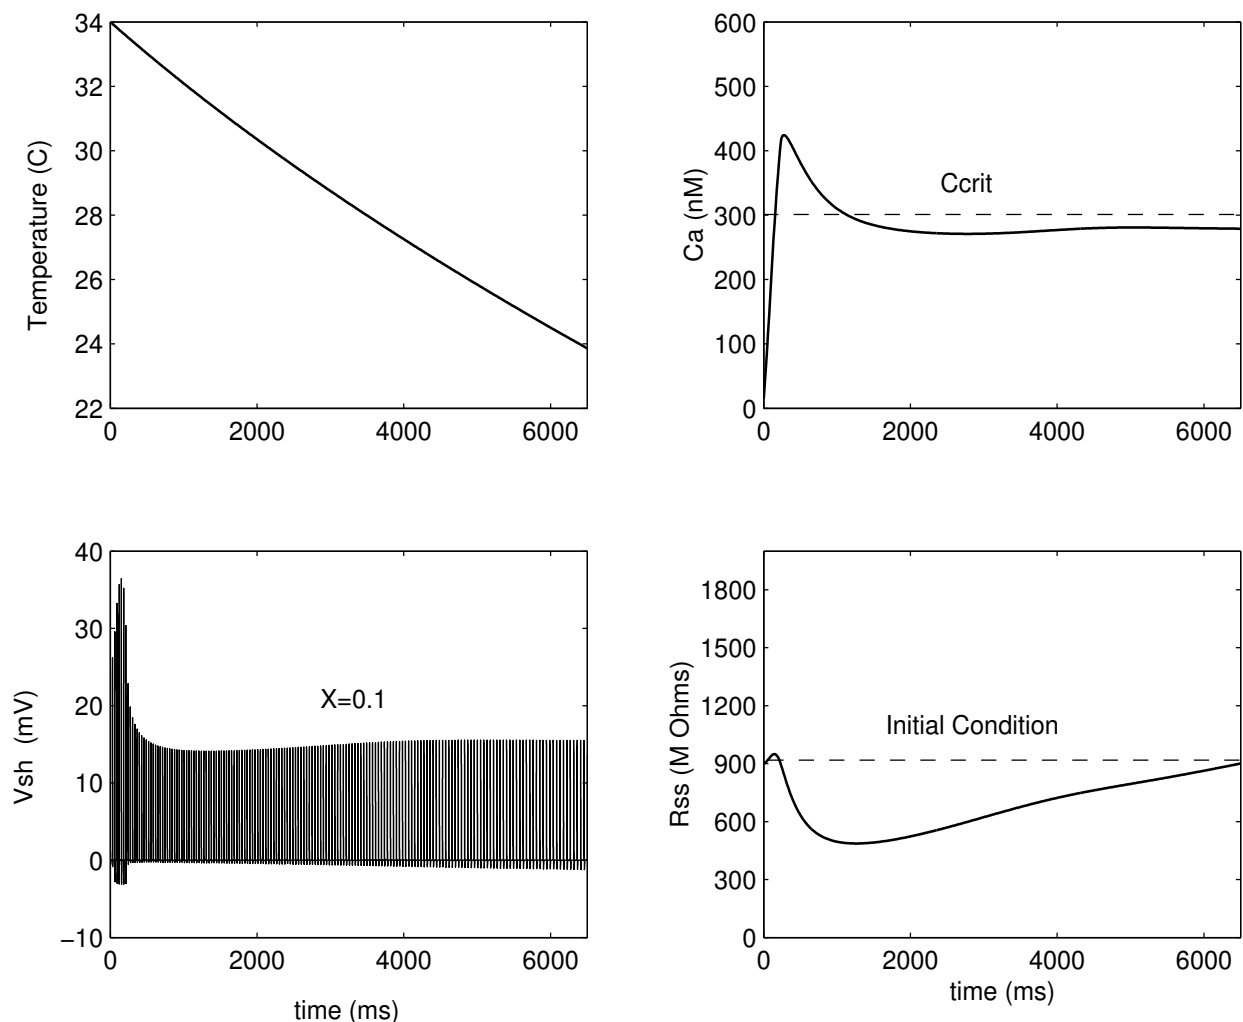 34
32
30
28
26
24
22
Temperature (C)
0 2000 4000 6000
600
500
400
300
200
100
0
Ca (nM)
Ccrit
0 2000 4000 6000
40
30
20
10
0
−10
Vsh (mV)
X=0.1
0 2000 4000 6000
time (ms)
1800
1500
1200
900
600
300
0
Rss (M Ohms)
Initial Condition
0 2000 4000 6000
time (ms)